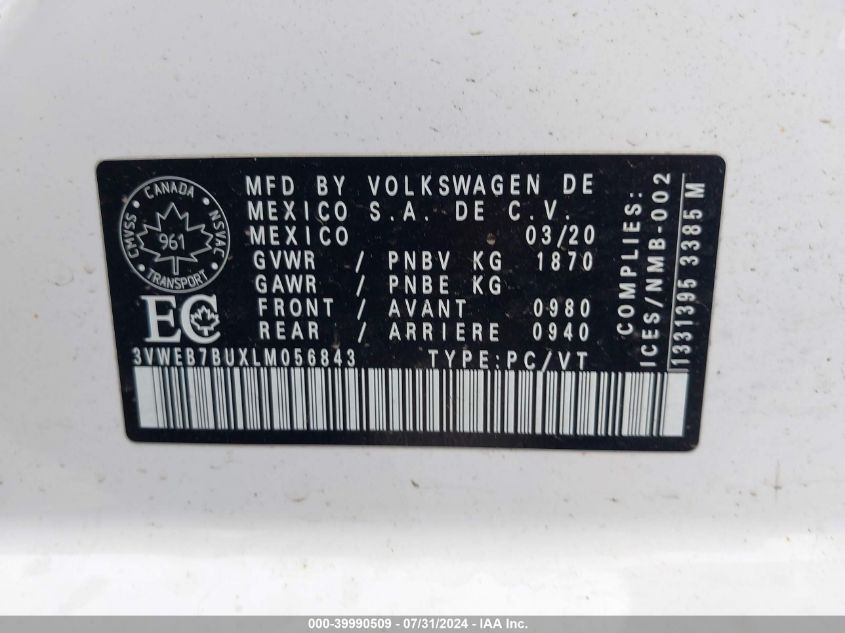 CANADA
CMVSS
NSVAC
961
TRANSPORT
EC
MFD BY VOLKSWAGEN DE
MEXICO S.A. DE C.V.
MEXICO 03/20
GVWR / PNBV KG 1870
GAWR / PNBE KG
FRONT / AVANT 0980
REAR / ARRIERE 0940
3VWEB7BUXLM056843 TYPE:PC/VT
COMPLIES:
ICES/NMB-002
1331395 3385 M
000-39990509 - 07/31/2024 - IAA Inc.